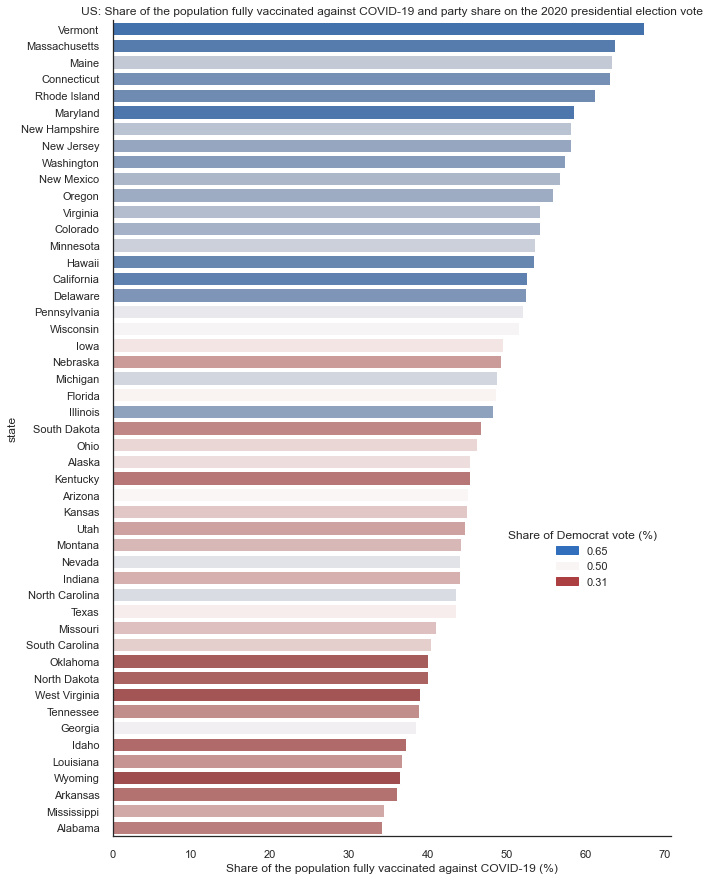 US: Share of the population fully vaccinated against COVID-19 and party share on the 2020 presidential election vote
Vermont
Massachusetts
Maine
Connecticut
Rhode Island
Maryland
New Hampshire
New Jersey
Washington
New Mexico
Oregon
Virginia
Colorado
Minnesota
Hawaii
California
Delaware
Pennsylvania
Wisconsin
Iowa
Nebraska
Michigan
Florida
Illinois
South Dakota
Ohio
Alaska
Kentucky
Arizona
Kansas
Utah
Montana
Nevada
Indiana
North Carolina
Texas
Missouri
South Carolina
Oklahoma
North Dakota
West Virginia
Tennessee
Georgia
Idaho
Louisiana
Wyoming
Arkansas
Mississippi
Alabama
state
Share of Democrat vote (%)
0.65
0.50
0.31
0 10 20 30 40 50 60 70
Share of the population fully vaccinated against COVID-19 (%)